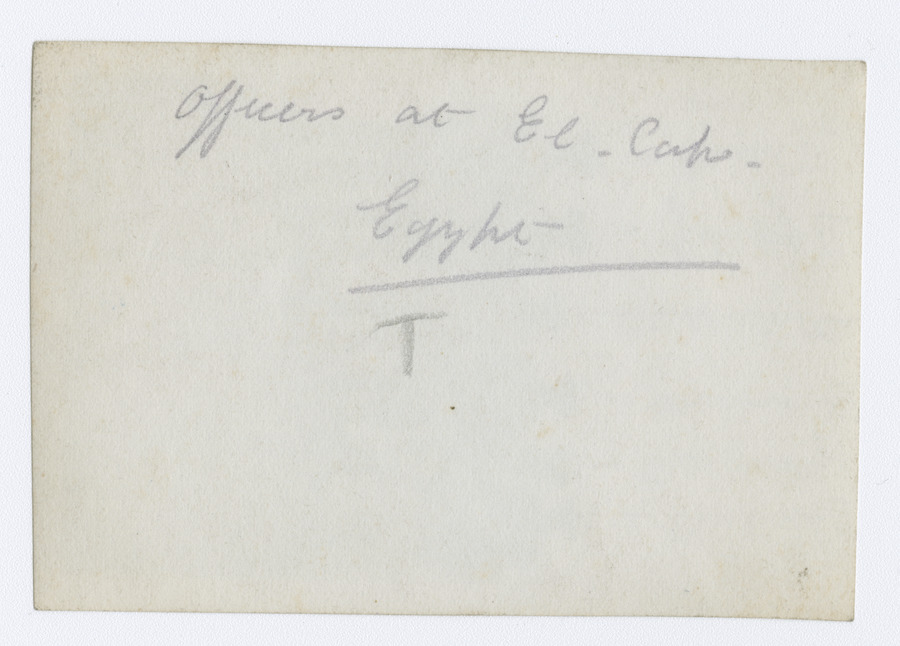 Officers at El - Cap -
Egypt
T